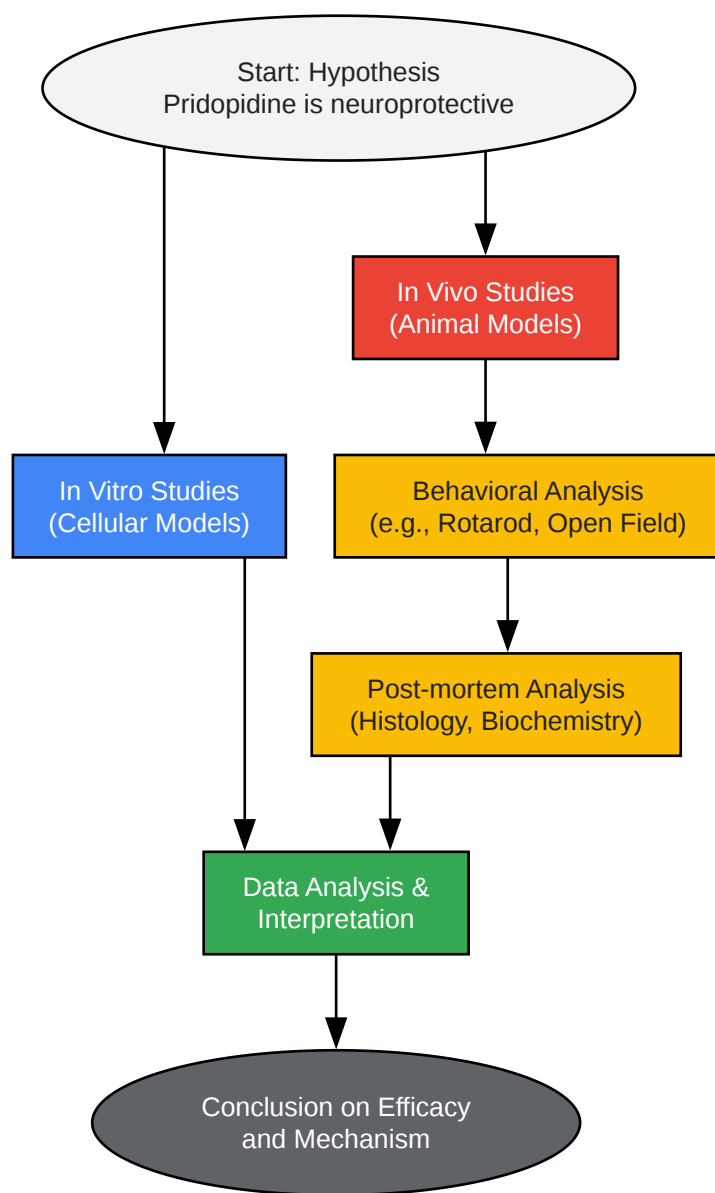 Start: Hypothesis
Pridopidine is neuroprotective
In Vivo Studies
(Animal Models)
In Vitro Studies
(Cellular Models)
Behavioral Analysis
(e.g., Rotarod, Open Field)
Post-mortem Analysis
(Histology, Biochemistry)
Data Analysis &
Interpretation
Conclusion on Efficacy
and Mechanism